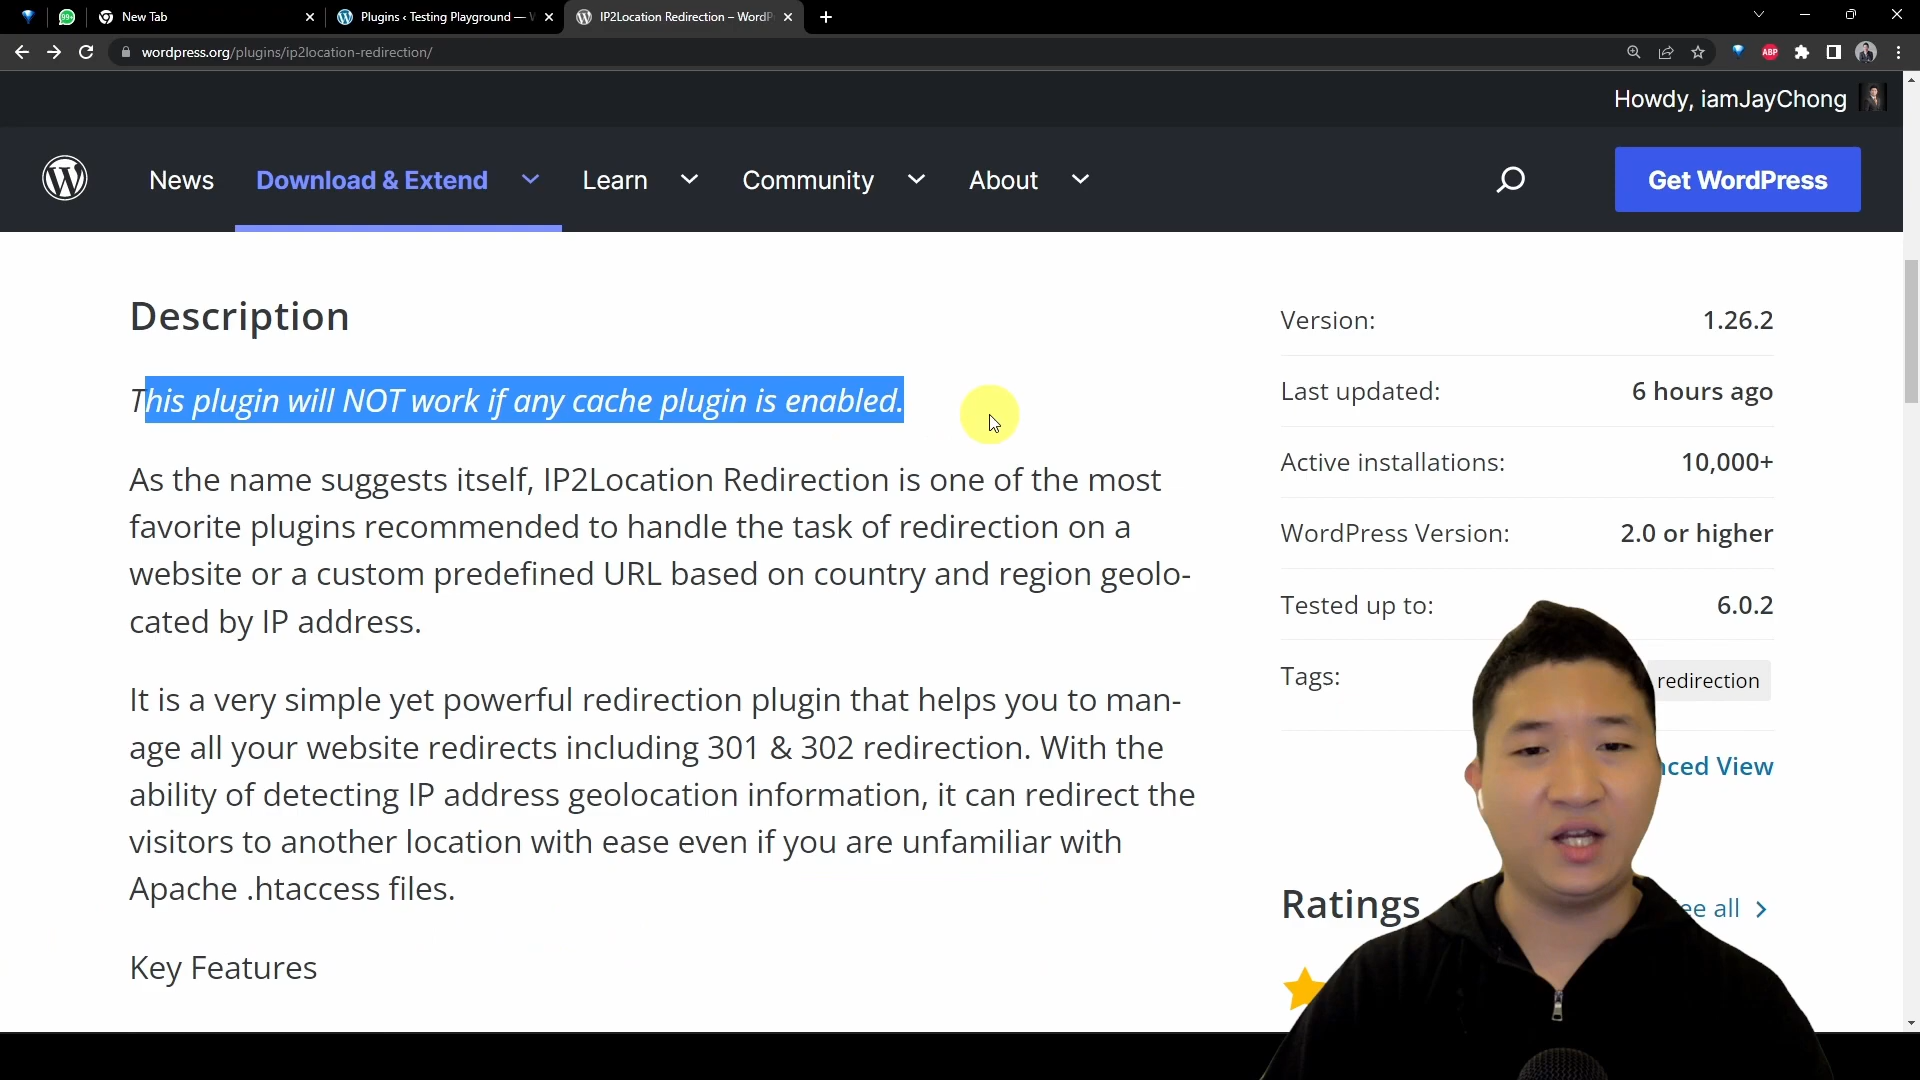 99+
New Tab
Plugins ‹ Testing Playground — W
IP2Location Redirection – WordP
wordpress.org/plugins/ip2location-redirection/
ABP
Howdy, iamJayChong
News
Download & Extend
Learn
Community
About
Get WordPress
Description
This plugin will NOT work if any cache plugin is enabled.
As the name suggests itself, IP2Location Redirection is one of the most
favorite plugins recommended to handle the task of redirection on a
website or a custom predefined URL based on country and region geolo-
cated by IP address.
It is a very simple yet powerful redirection plugin that helps you to man-
age all your website redirects including 301 & 302 redirection. With the
ability of detecting IP address geolocation information, it can redirect the
visitors to another location with ease even if you are unfamiliar with
Apache .htaccess files.
Key Features
Version: 1.26.2
Last updated: 6 hours ago
Active installations: 10,000+
WordPress Version: 2.0 or higher
Tested up to: 6.0.2
Tags: redirection
nced View
Ratings
ee all